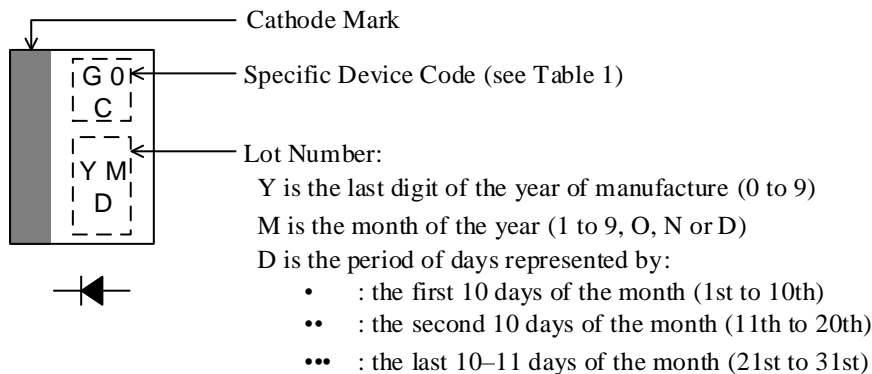 Cathode Mark
G 0
C
Specific Device Code (see Table 1)
Y M
D
Lot Number:
Y is the last digit of the year of manufacture (0 to 9)
M is the month of the year (1 to 9, O, N or D)
D is the period of days represented by:
• : the first 10 days of the month (1st to 10th)
•• : the second 10 days of the month (11th to 20th)
••• : the last 10–11 days of the month (21st to 31st)